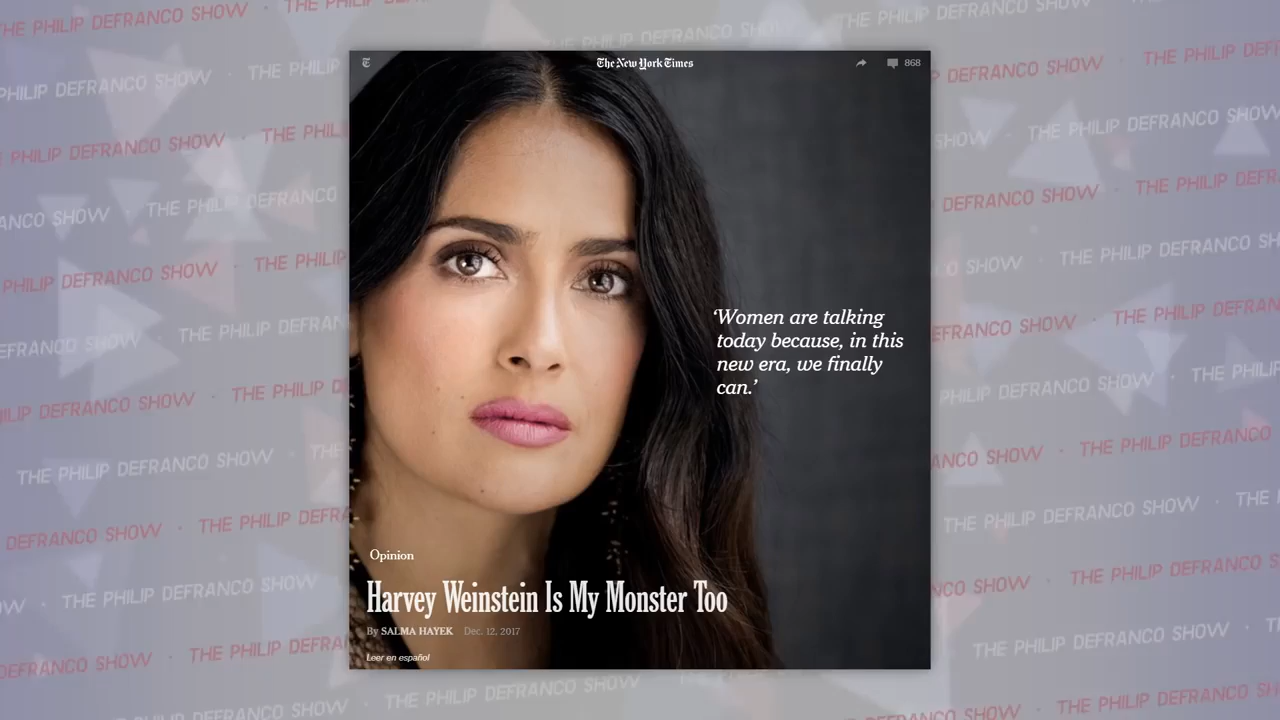 THE PHILIP DEFRANCO SHOW
The New York Times
868
‘Women are talking
today because, in this
new era, we finally
can.’
Opinion
Harvey Weinstein Is My Monster Too
By SALMA HAYEK Dec. 12, 2017
Leer en español